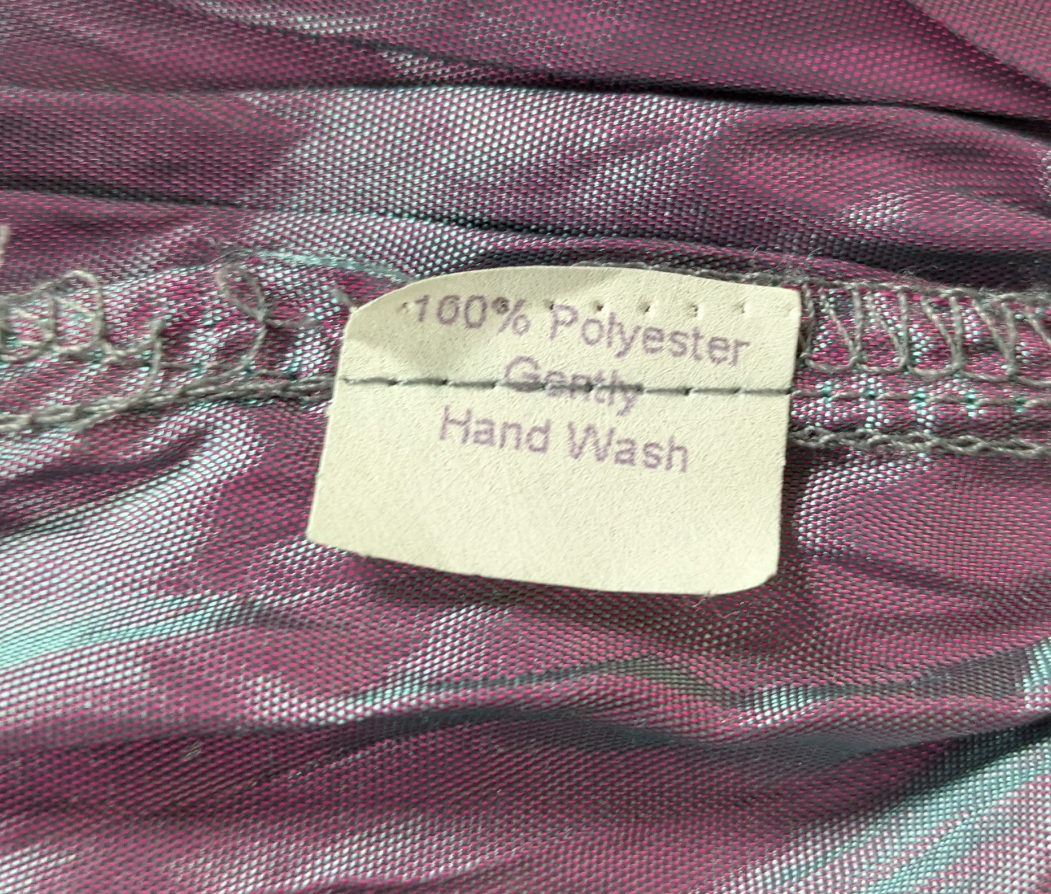 100% Polyester
Gently
Hand Wash